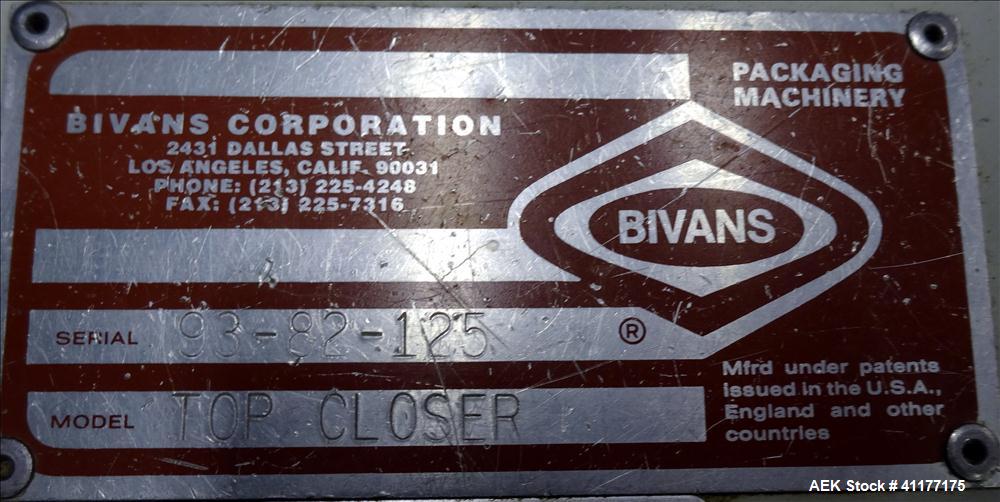 PACKAGING
MACHINERY
BIVANS CORPORATION
2431 DALLAS STREET
LOS ANGELES, CALIF. 90031
PHONE: (213) 225-4248
FAX: (213) 225-7316
BIVANS
SERIAL 93-82-125 ®
MODEL TOP CLOSER
Mfrd under patents
issued in the U.S.A.,
England and other
countries
AEK Stock # 41177175